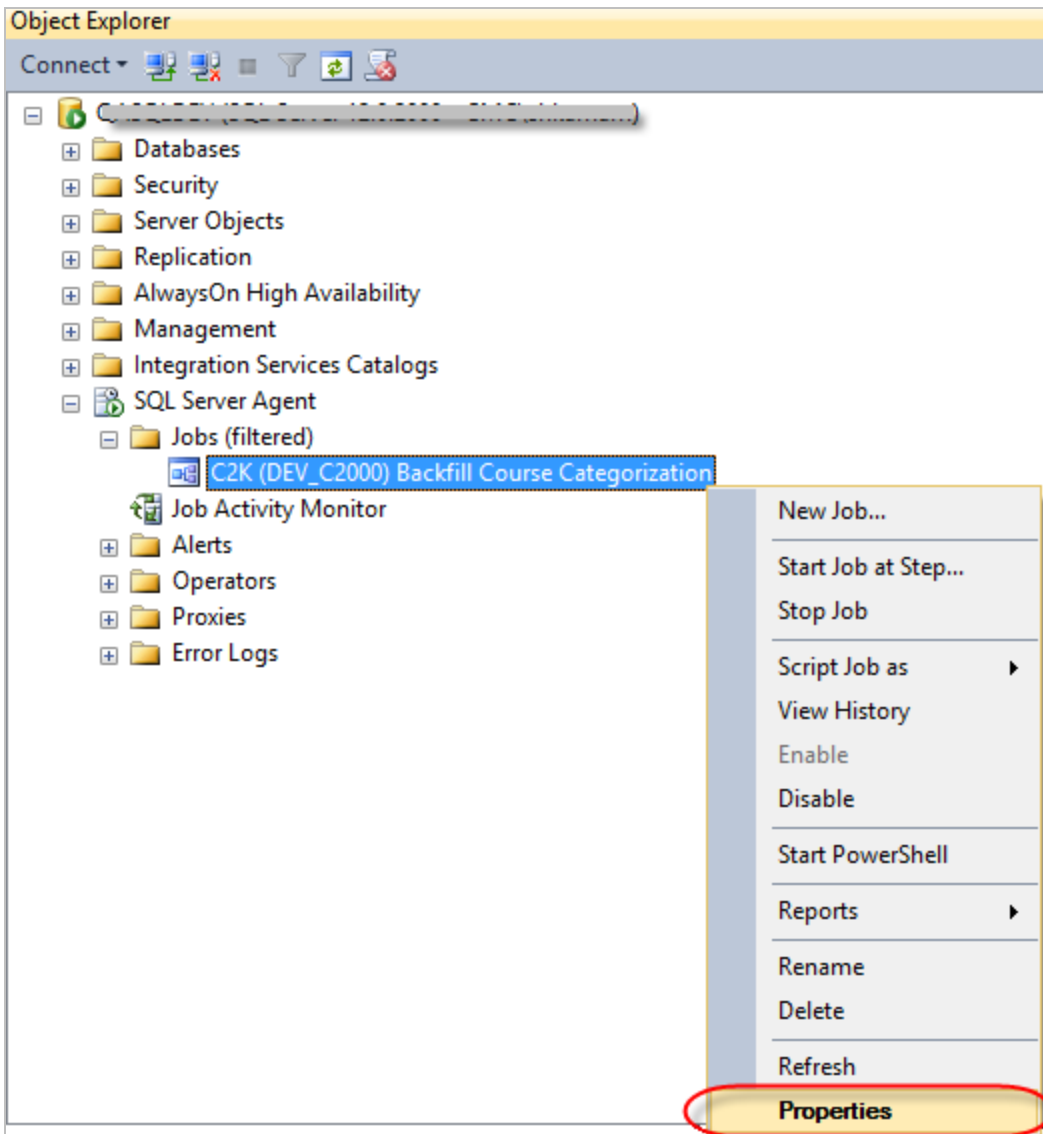 Object Explorer
Connect
Databases
Security
Server Objects
Replication
AlwaysOn High Availability
Management
Integration Services Catalogs
SQL Server Agent
Jobs (filtered)
C2K (DEV_C2000) Backfill Course Categorization
Job Activity Monitor
Alerts
Operators
Proxies
Error Logs
New Job...
Start Job at Step...
Stop Job
Script Job as
View History
Enable
Disable
Start PowerShell
Reports
Rename
Delete
Refresh
Properties